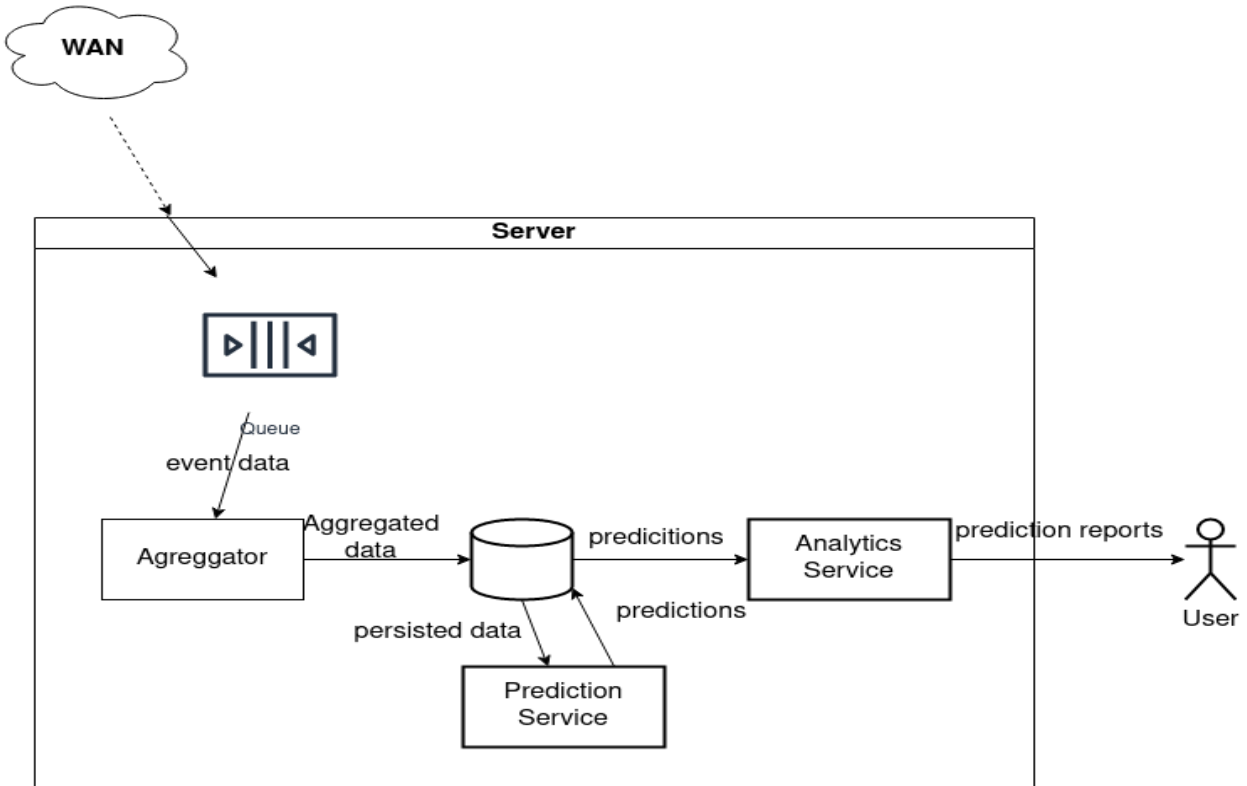 WAN
Server
Queue
event data
Agreggator
Aggregated
data
predicitions
Analytics
Service
prediction reports
User
persisted data
predictions
Prediction
Service